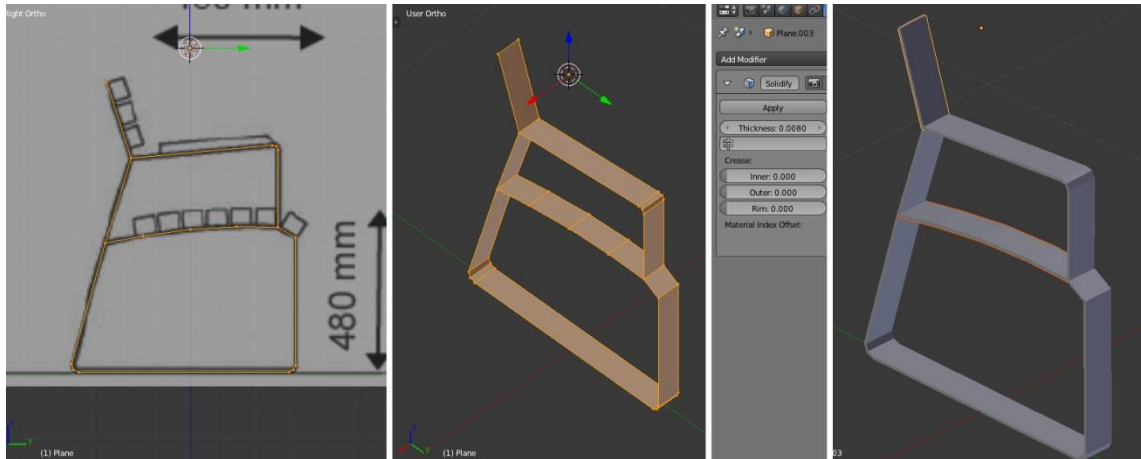 Right Ortho
480 mm
(1) Plane
User Ortho
(1) Plane
Plane.003
Add Modifier
Solidify
Apply
Thickness: 0.0080
Crease:
Inner: 0.000
Outer: 0.000
Rim: 0.000
Material Index Offset:
03